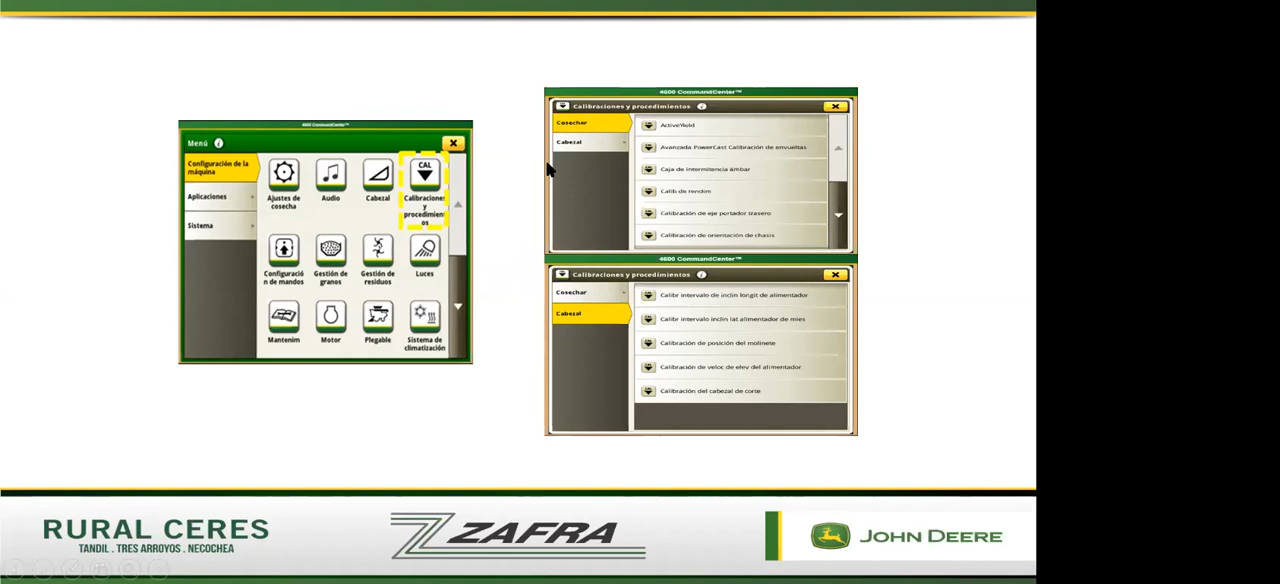 4600 CommandCenter™
Menú
Configuración de la
máquina
Aplicaciones
Sistema
Ajustes de
cosecha
Audio
Cabezal
CAL
Calibraciones
y
procedimient
os
Configuració
n de mandos
Gestión de
granos
Gestión de
residuos
Luces
Mantenim
Motor
Plegable
Sistema de
climatización
4600 CommandCenter™
Calibraciones y procedimientos
Cosechar
Cabezal
ActiveYield
Avanzada PowerCast Calibración de envueltas
Caja de intermitencia ámbar
Calib de rendim
Calibración de eje portador trasero
Calibración de orientación de chasis
4600 CommandCenter™
Calibraciones y procedimientos
Cosechar
Cabezal
Calibr intervalo de inclin longit de alimentador
Calibr intervalo inclin lat alimentador de mies
Calibración de posición del molinete
Calibración de veloc de elev del alimentador
Calibración del cabezal de corte
RURAL CERES
TANDIL . TRES ARROYOS . NECOCHEA
ZAFRA
JOHN DEERE